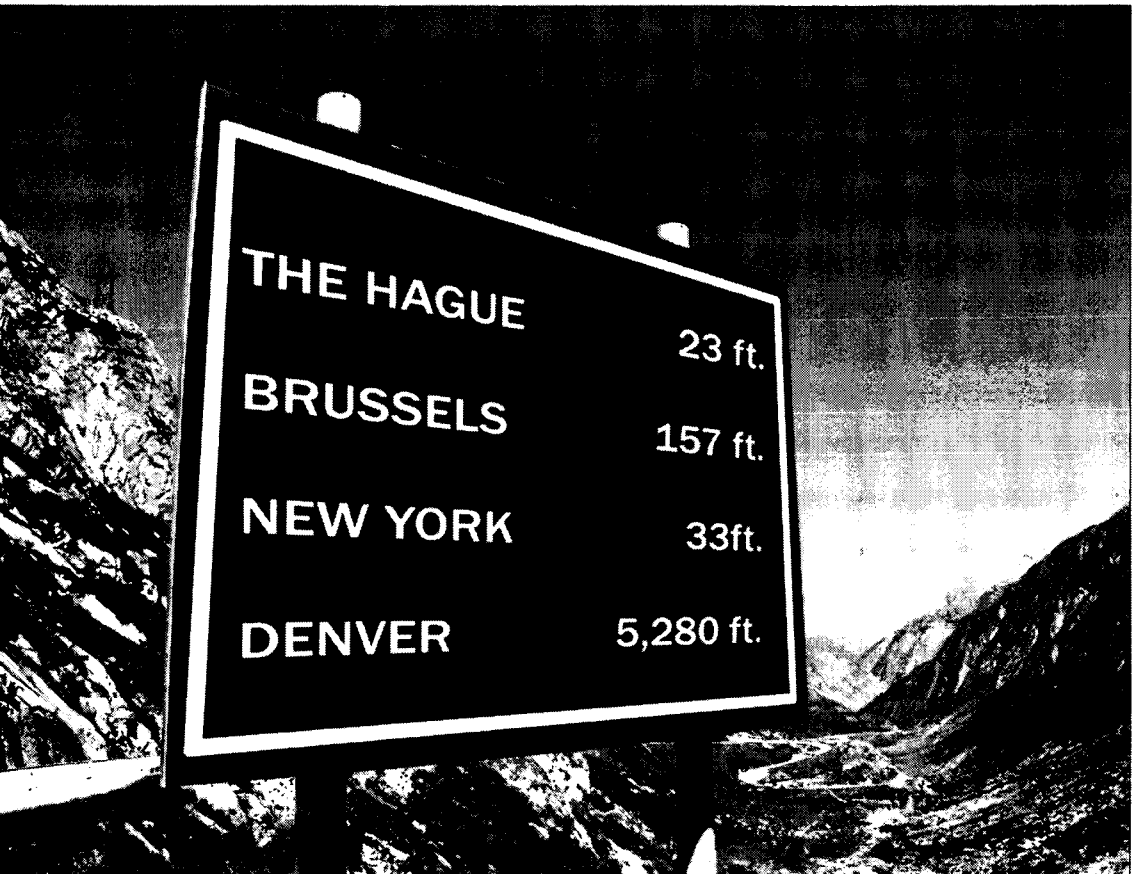 THE HAGUE 23 ft.
BRUSSELS 157 ft.
NEW YORK 33ft.
DENVER 5,280 ft.